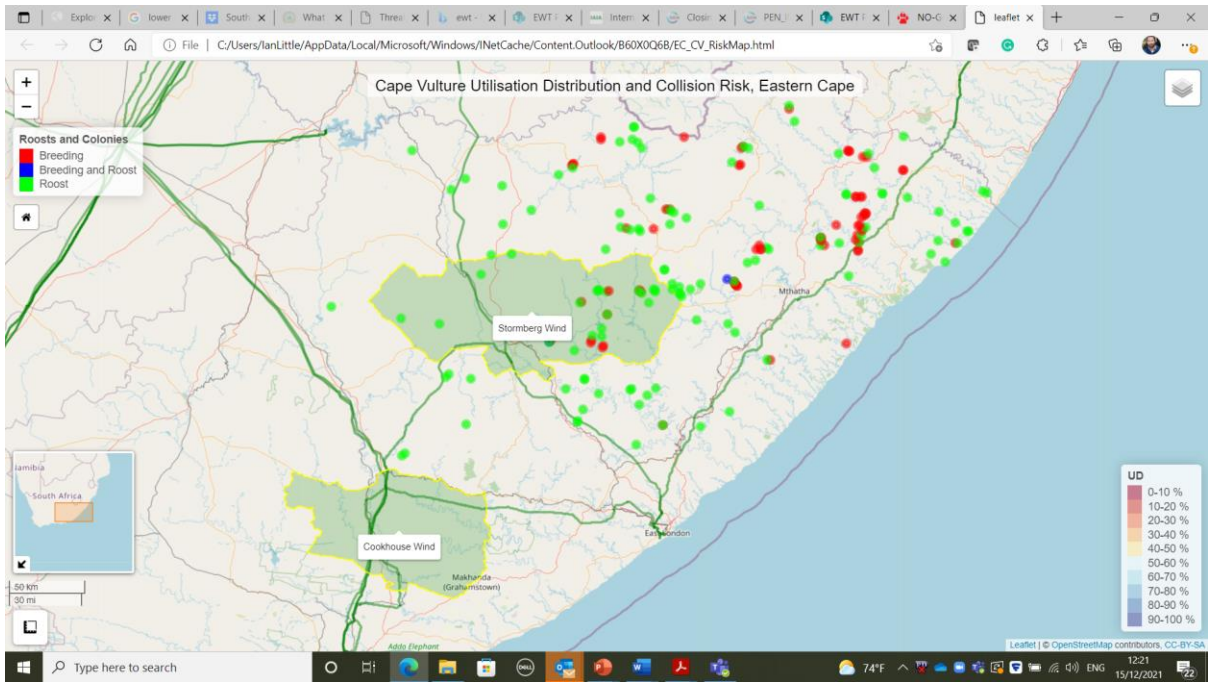 Explor
lower
South
What
Threa
ewt -
EWT
Intern
Closin
PEN_
EWT F
NO-G
leaflet
File | C:/Users/IanLittle/AppData/Local/Microsoft/Windows/INetCache/Content.Outlook/B60X0Q6B/EC_CV_RiskMap.html
Cape Vulture Utilisation Distribution and Collision Risk, Eastern Cape
+
−
Roosts and Colonies
Breeding
Breeding and Roost
Roost
Mthatha
Stormberg Wind
amibia
South Africa
East London
Cookhouse Wind
Makhanda
(Grahamstown)
Addo Elephant
50 km
30 mi
UD
0-10 %
10-20 %
20-30 %
30-40 %
40-50 %
50-60 %
60-70 %
70-80 %
80-90 %
90-100 %
Leaflet | © OpenStreetMap contributors, CC-BY-SA
Type here to search
DELL
74°F
ENG
12:21
15/12/2021
22